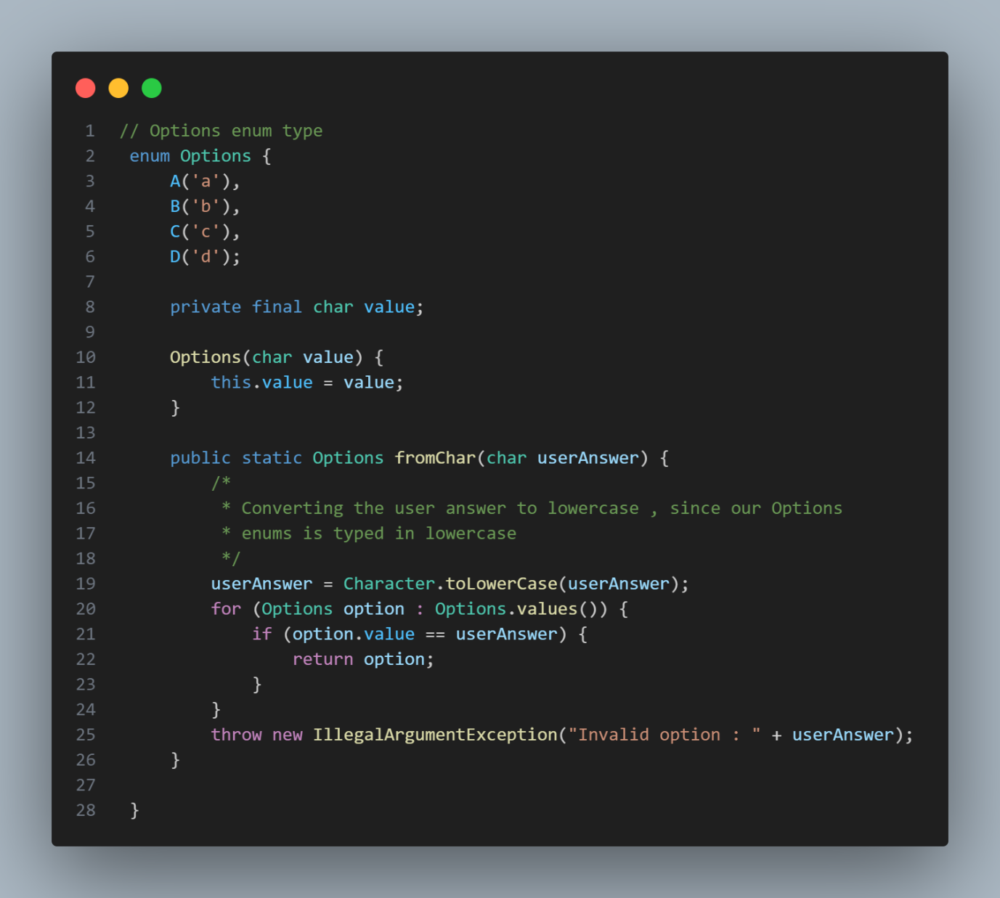 1 // Options enum type
2 enum Options {
3 A('a'),
4 B('b'),
5 C('c'),
6 D('d');
7
8 private final char value;
9
10 Options(char value) {
11 this.value = value;
12 }
13
14 public static Options fromChar(char userAnswer) {
15 /*
16 * Converting the user answer to lowercase , since our Options
17 * enums is typed in lowercase
18 */
19 userAnswer = Character.toLowerCase(userAnswer);
20 for (Options option : Options.values()) {
21 if (option.value == userAnswer) {
22 return option;
23 }
24 }
25 throw new IllegalArgumentException("Invalid option : " + userAnswer);
26 }
27
28 }